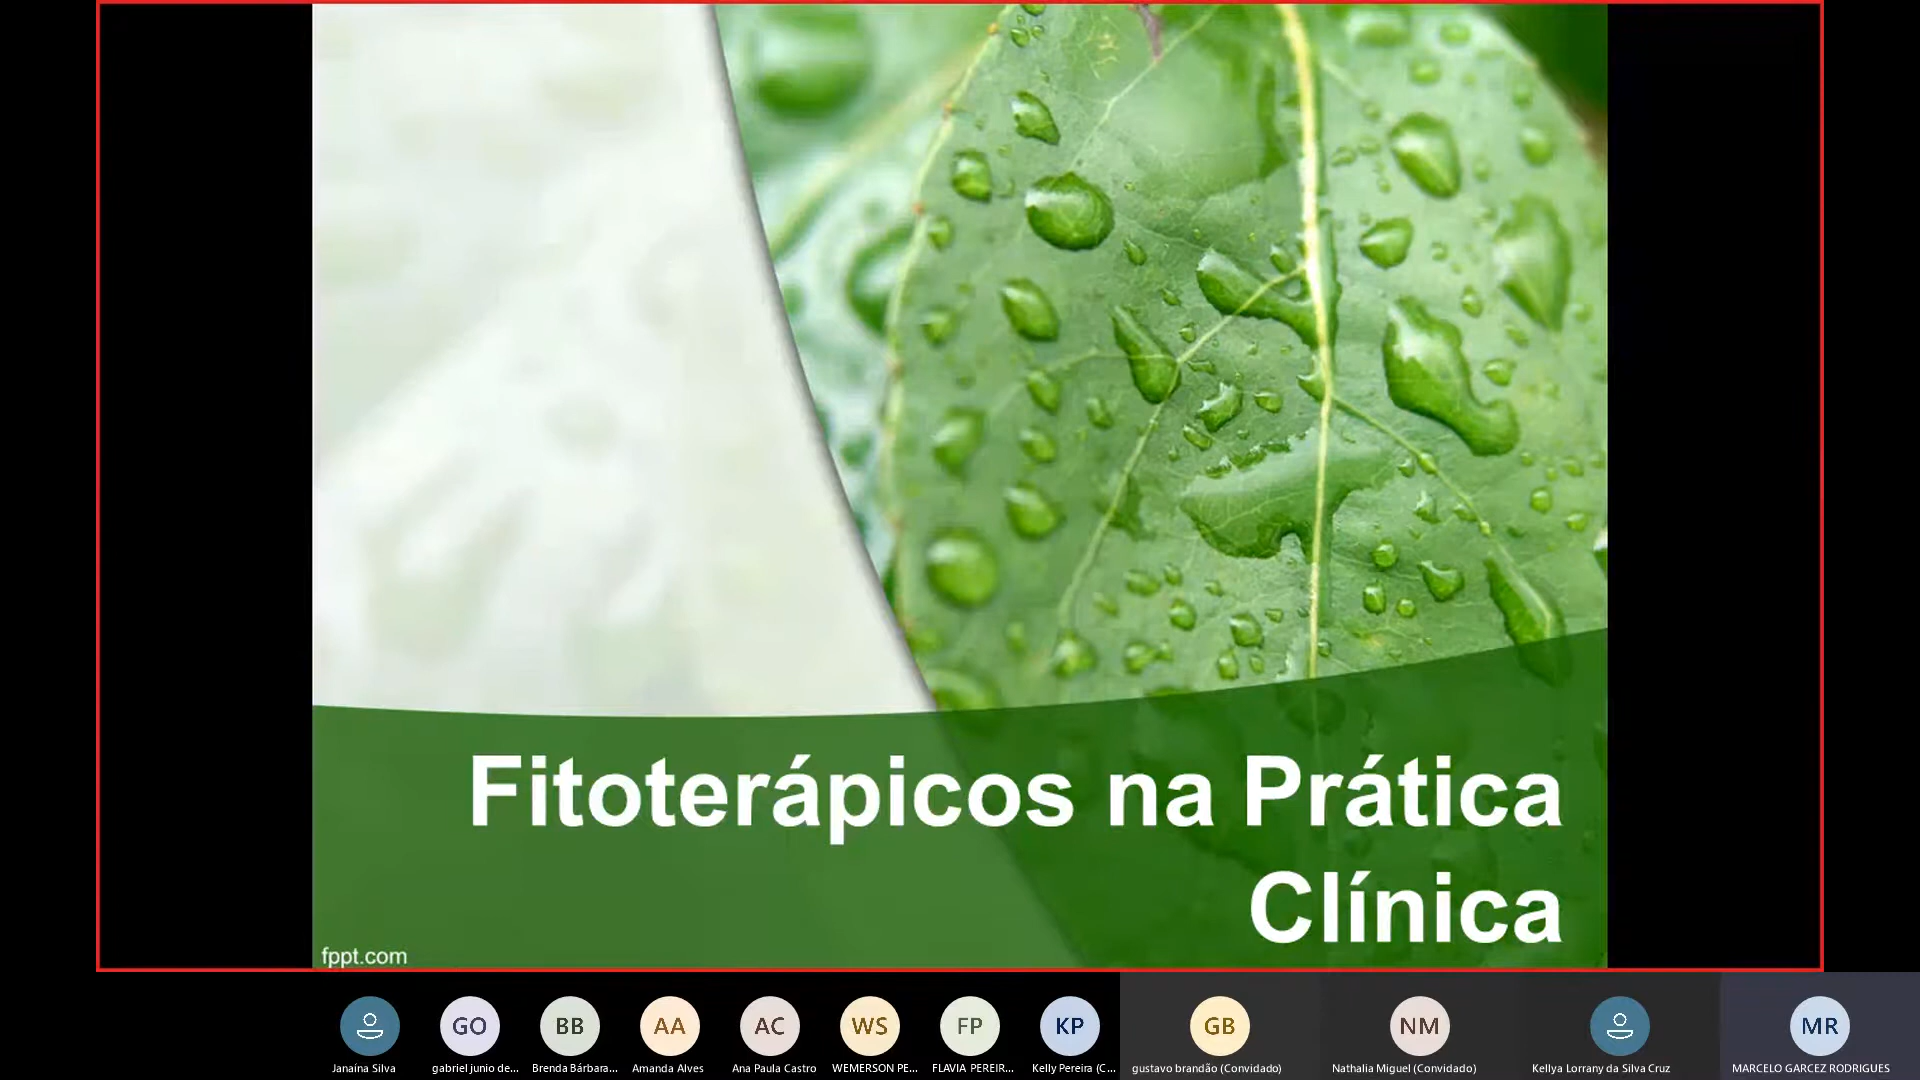 Fitoterápicos na Prática
Clínica
fppt.com
GO
BB
AA
AC
WS
FP
KP
GB
NM
MR
Janaína Silva
gabriel junio de...
Brenda Bárbara...
Amanda Alves
Ana Paula Castro
WEMERSON PE...
FLAVIA PEREIR...
Kelly Pereira (C...
gustavo brandão (Convidado)
Nathalia Miguel (Convidado)
Kellya Lorrany da Silva Cruz
MARCELO GARCEZ RODRIGUES